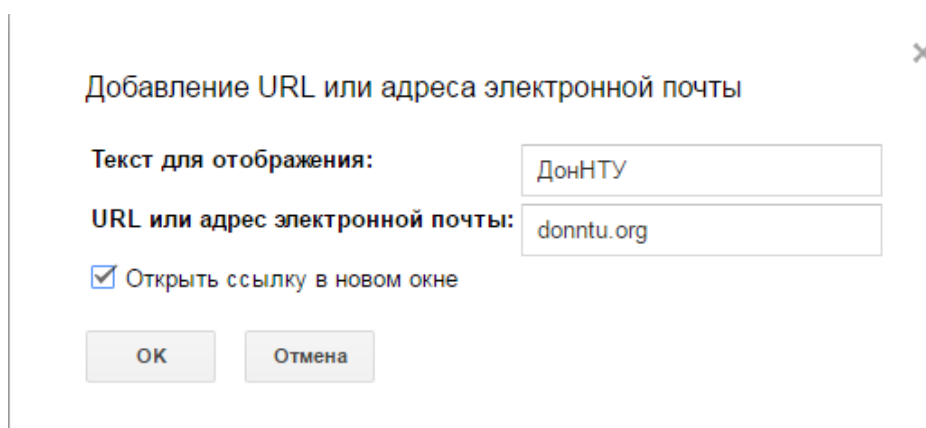 Добавление URL или адреса электронной почты
Текст для отображения: ДонНТУ
URL или адрес электронной почты: donntu.org
Открыть ссылку в новом окне
OK Отмена